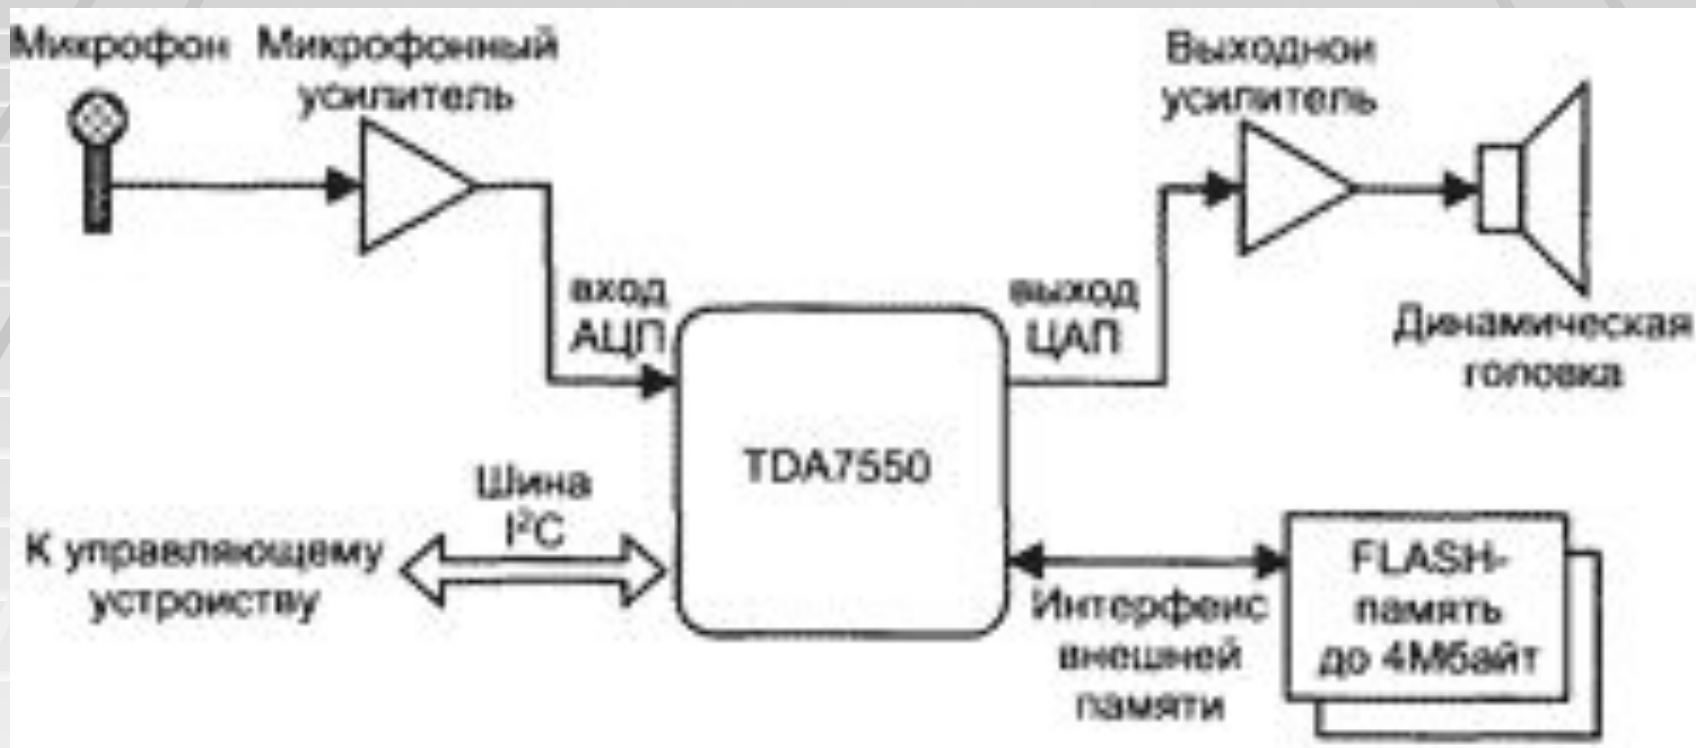 Микрофон
Микрофонный
усилитель
Выходной
усилитель
вход
АЦП
выход
ЦАП
Динамическая
головка
TDA7550
Шина
I²C
К управляющему
устройству
Интерфейс
внешней
памяти
FLASH-
память
до 4Мбайт